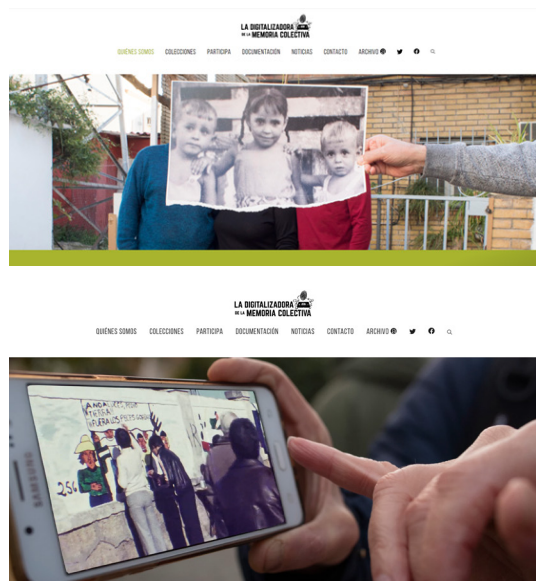 LA DIGITALIZADORA
DE LA MEMORIA COLECTIVA
QUIÉNES SOMOS COLECCIONES PARTICIPA DOCUMENTACIÓN NOTICIAS CONTACTO ARCHIVO
LA DIGITALIZADORA
DE LA MEMORIA COLECTIVA
QUIÉNES SOMOS COLECCIONES PARTICIPA DOCUMENTACIÓN NOTICIAS CONTACTO ARCHIVO
SAMSUNG
256